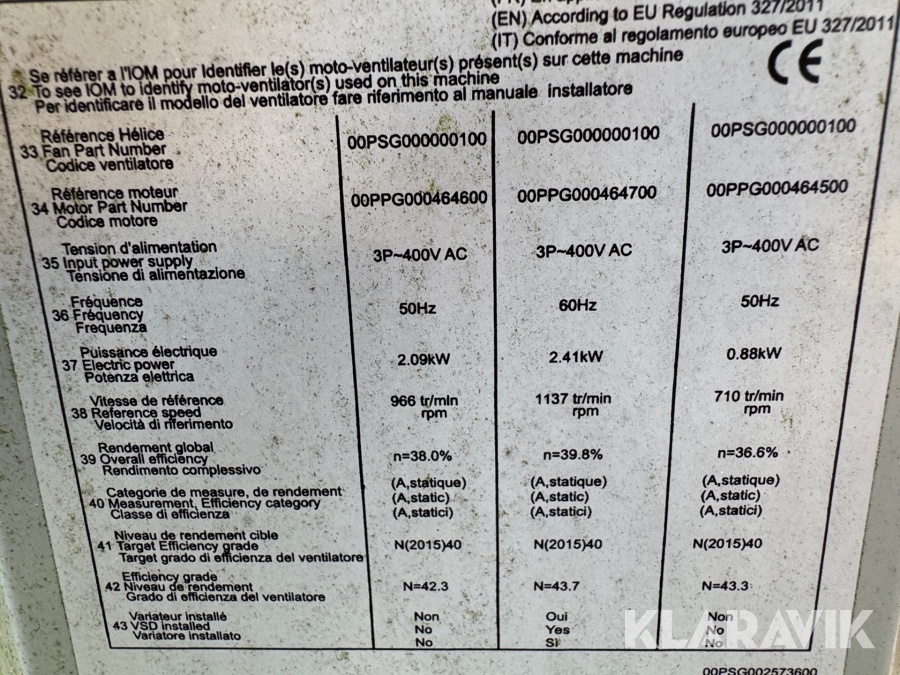 (EN) According to EU Regulation 327/2011
(IT) Conforme al regolamento europeo EU 327/2011
CE
Se référer a l'IOM pour Identifier le(s) moto-ventilateur(s) présent(s) sur cette machine
32 To see IOM to identify moto-ventilator(s) used on this machine
Per identificare il modello del ventilatore fare riferimento al manuale installatore
Référence Hélice
33 Fan Part Number 00PSG000000100 00PSG000000100 00PSG000000100
Codice ventilatore
Référence moteur
34 Motor Part Number 00PPG000464600 00PPG000464700 00PPG000464500
Codice motore
Tension d'alimentation
35 Input power supply 3P~400V AC 3P~400V AC 3P~400V AC
Tensione di alimentazione
Fréquence
36 Fréquency 50Hz 60Hz 50Hz
Frequenza
Puissance électrique
37 Electric power 2.09kW 2.41kW 0.88kW
Potenza elettrica
Vitesse de référence 966 tr/min 1137 tr/min 710 tr/min
38 Reference speed rpm rpm rpm
Velocità di riferimento
Rendement global
39 Overall efficiency n=38.0% n=39.8% n=36.6%
Rendimento complessivo
Categorie de measure, de rendement (A,statique) (A,statique) (A,statique)
40 Measurement, Efficiency category (A,static) (A,static) (A,static)
Classe di efficienza (A,statici) (A,statici) (A,statici)
Niveau de rendement cible
41 Target Efficiency grade N(2015)40 N(2015)40 N(2015)40
Target grado di efficienza del ventilatore
Efficiency grade
42 Niveau de rendement N=42.3 N=43.7 N=43.3
Grado di efficienza del ventilatore
Variateur installé Non Oui Non
43 VSD installed No Yes No
Variatore installato No Si No
KLARAVIK
00PSG002573600